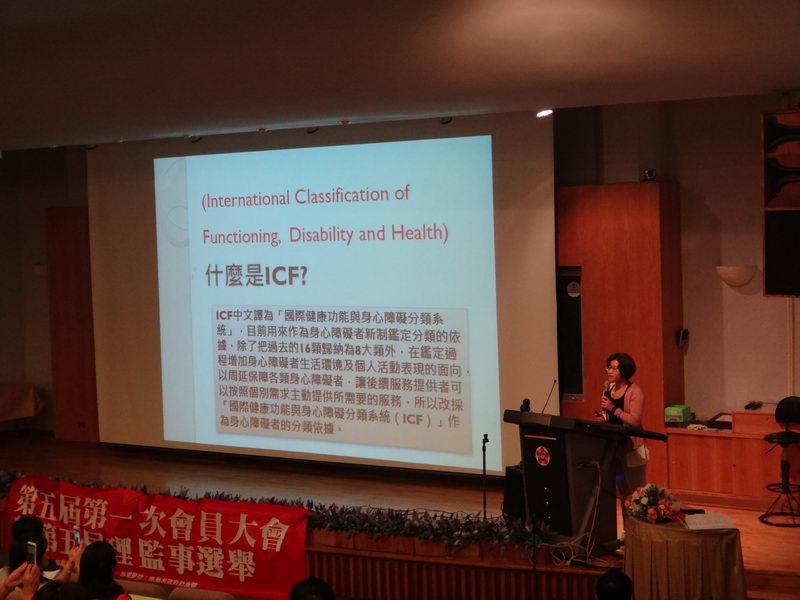 (International Classification of
Functioning, Disability and Health)
什麼是ICF?
ICF中文譯為「國際健康功能與身心障礙分類系
統」，目前用來作為身心障礙者新制鑑定分類的依
據，除了把過去的16類歸納為8大類外，在鑑定過
程增加身心障礙者生活環境及個人活動表現的面向，
以周延保障各類身心障礙者，讓後續服務提供者可
以按照個別需求主動提供所需要的服務，所以改採
「國際健康功能與身心障礙分類系統（ICF）」作
為身心障礙者的分類依據。
第五屆第一次會員大會
第五屆理監事選舉